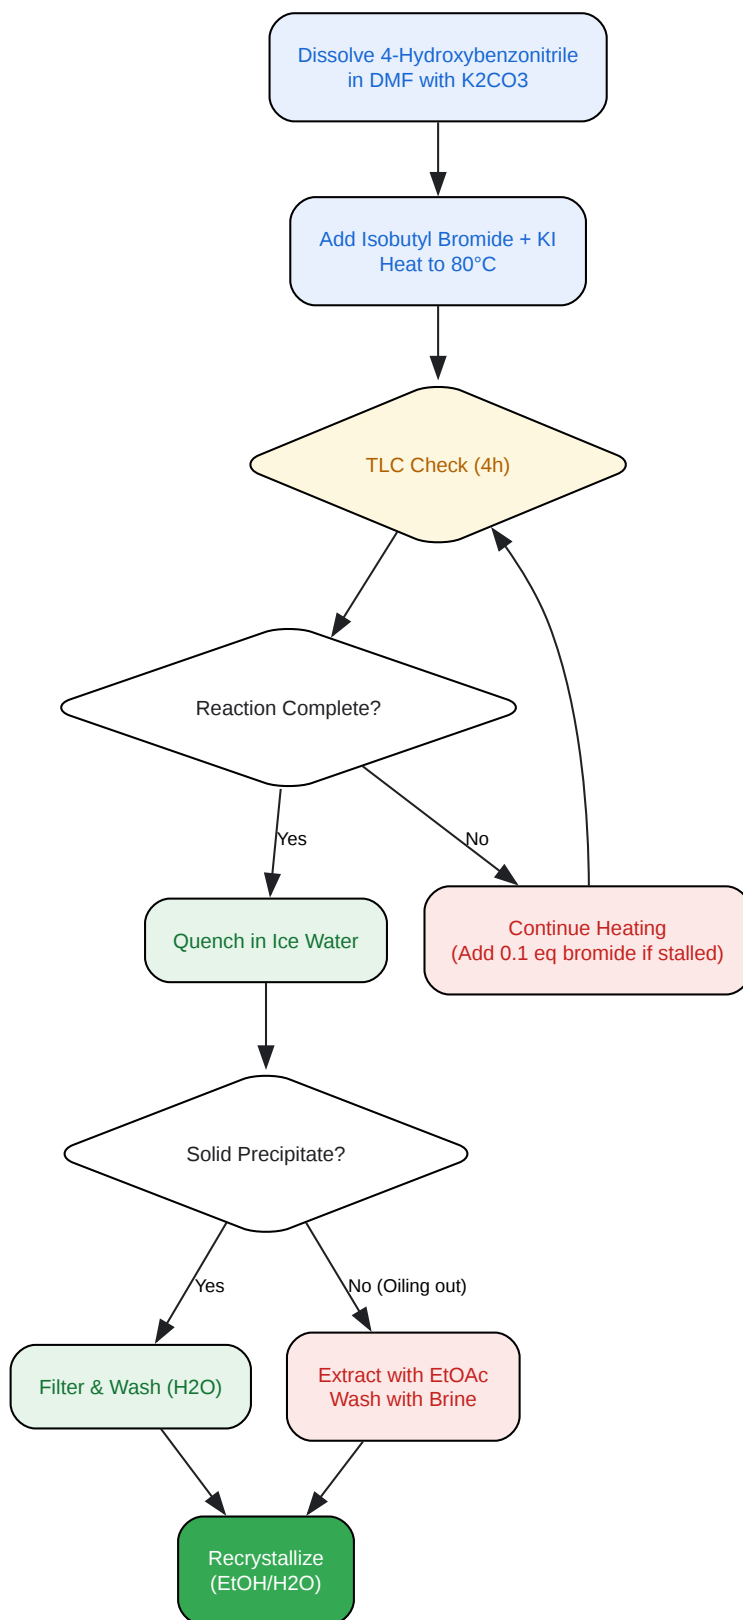 Dissolve 4-Hydroxybenzonitrile
in DMF with K2CO3
Add Isobutyl Bromide + KI
Heat to 80°C
TLC Check (4h)
Reaction Complete?
Yes
No
Quench in Ice Water
Continue Heating
(Add 0.1 eq bromide if stalled)
Solid Precipitate?
Yes
No (Oiling out)
Filter & Wash (H2O)
Extract with EtOAc
Wash with Brine
Recrystallize
(EtOH/H2O)